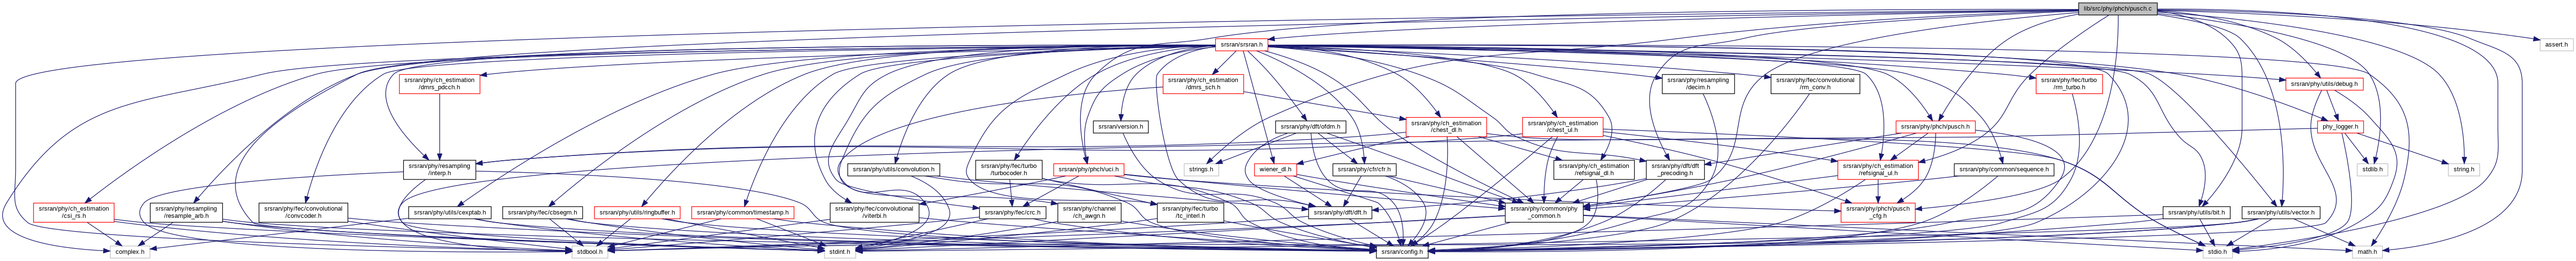 lib/src/phy/phch/pusch.c
srsran/srsran.h
assert.h
srsran/phy/ch_estimation
/dmrs_pdcch.h
srsran/phy/ch_estimation
/dmrs_sch.h
srsran/phy/resampling
/decim.h
srsran/phy/fec/convolutional
/rm_conv.h
srsran/phy/fec/turbo
/rm_turbo.h
srsran/phy/utils/debug.h
srsran/version.h
srsran/phy/dft/ofdm.h
srsran/phy/ch_estimation
/chest_dl.h
srsran/phy/ch_estimation
/chest_ul.h
srsran/phy/phch/pusch.h
phy_logger.h
srsran/phy/resampling
/interp.h
srsran/phy/utils/convolution.h
srsran/phy/fec/turbo
/turbocoder.h
srsran/phy/phch/uci.h
strings.h
wiener_dl.h
srsran/phy/cfr/cfr.h
srsran/phy/ch_estimation
/refsignal_dl.h
srsran/phy/dft/dft
_precoding.h
srsran/phy/ch_estimation
/refsignal_ul.h
srsran/phy/common/sequence.h
stdlib.h
string.h
srsran/phy/ch_estimation
/csi_rs.h
srsran/phy/resampling
/resample_arb.h
srsran/phy/fec/convolutional
/convcoder.h
srsran/phy/utils/cexptab.h
srsran/phy/fec/cbsegm.h
srsran/phy/utils/ringbuffer.h
srsran/phy/common/timestamp.h
srsran/phy/fec/convolutional
/viterbi.h
srsran/phy/fec/crc.h
srsran/phy/channel
/ch_awgn.h
srsran/phy/fec/turbo
/tc_interl.h
srsran/phy/dft/dft.h
srsran/phy/common/phy
_common.h
srsran/phy/phch/pusch
_cfg.h
srsran/phy/utils/bit.h
srsran/phy/utils/vector.h
complex.h
stdbool.h
stdint.h
srsran/config.h
stdio.h
math.h